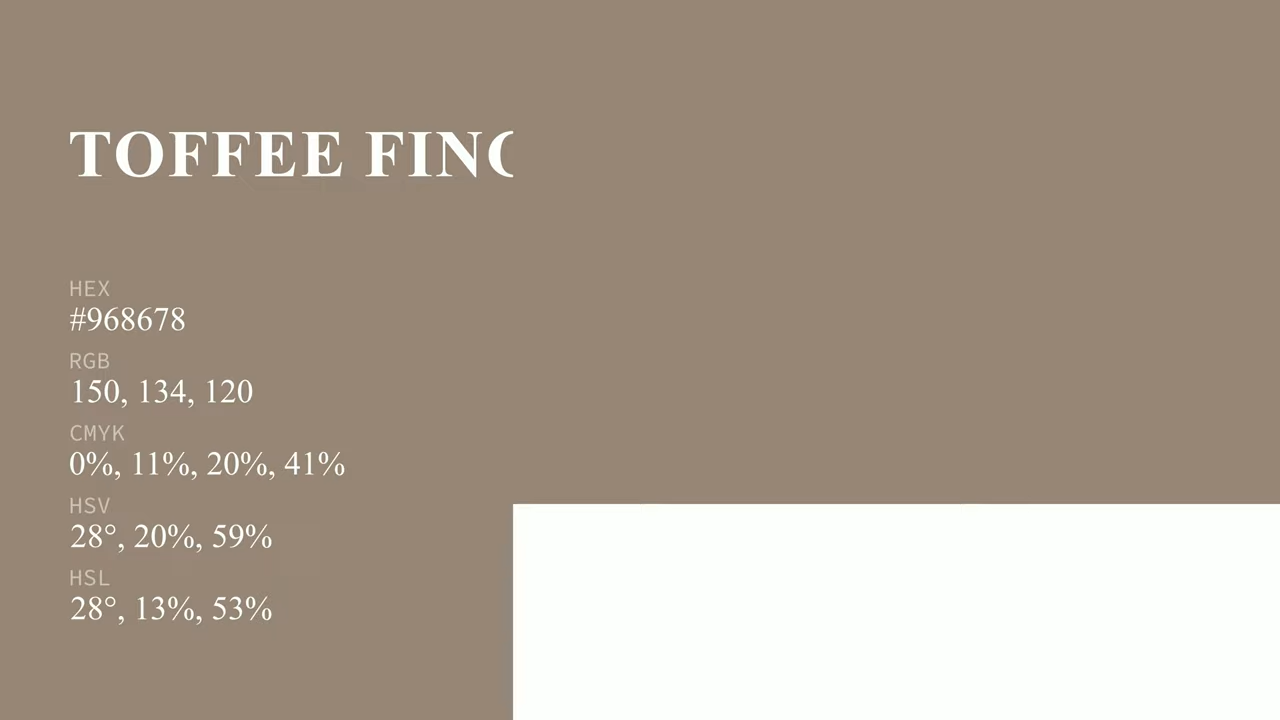 TOFFEE
HEX
#968678
RGB
150, 134, 120
CMYK
0%, 11%, 20%, 41%
HSV
28°, 20%, 59%
HSL
28°, 13%, 53%